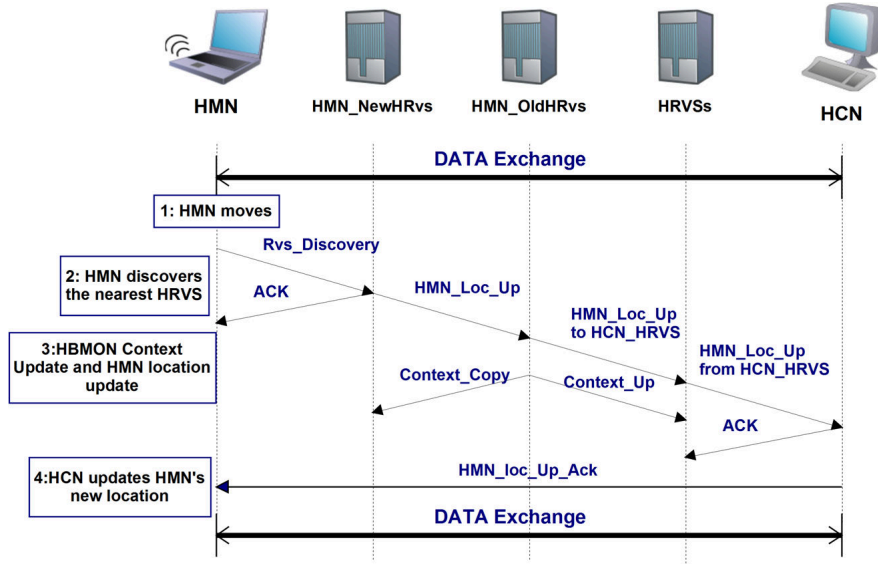 HMN
HMN_NewHRvs
HMN_OldHRvs
HRVSs
HCN
DATA Exchange
1: HMN moves
Rvs_Discovery
2: HMN discovers
the nearest HRVS
ACK
HMN_Loc_Up
HMN_Loc_Up
to HCN_HRVS
HMN_Loc_Up
from HCN_HRVS
3:HBMON Context
Update and HMN location
update
Context_Copy
Context_Up
ACK
4:HCN updates HMN's
new location
HMN_loc_Up_Ack
DATA Exchange